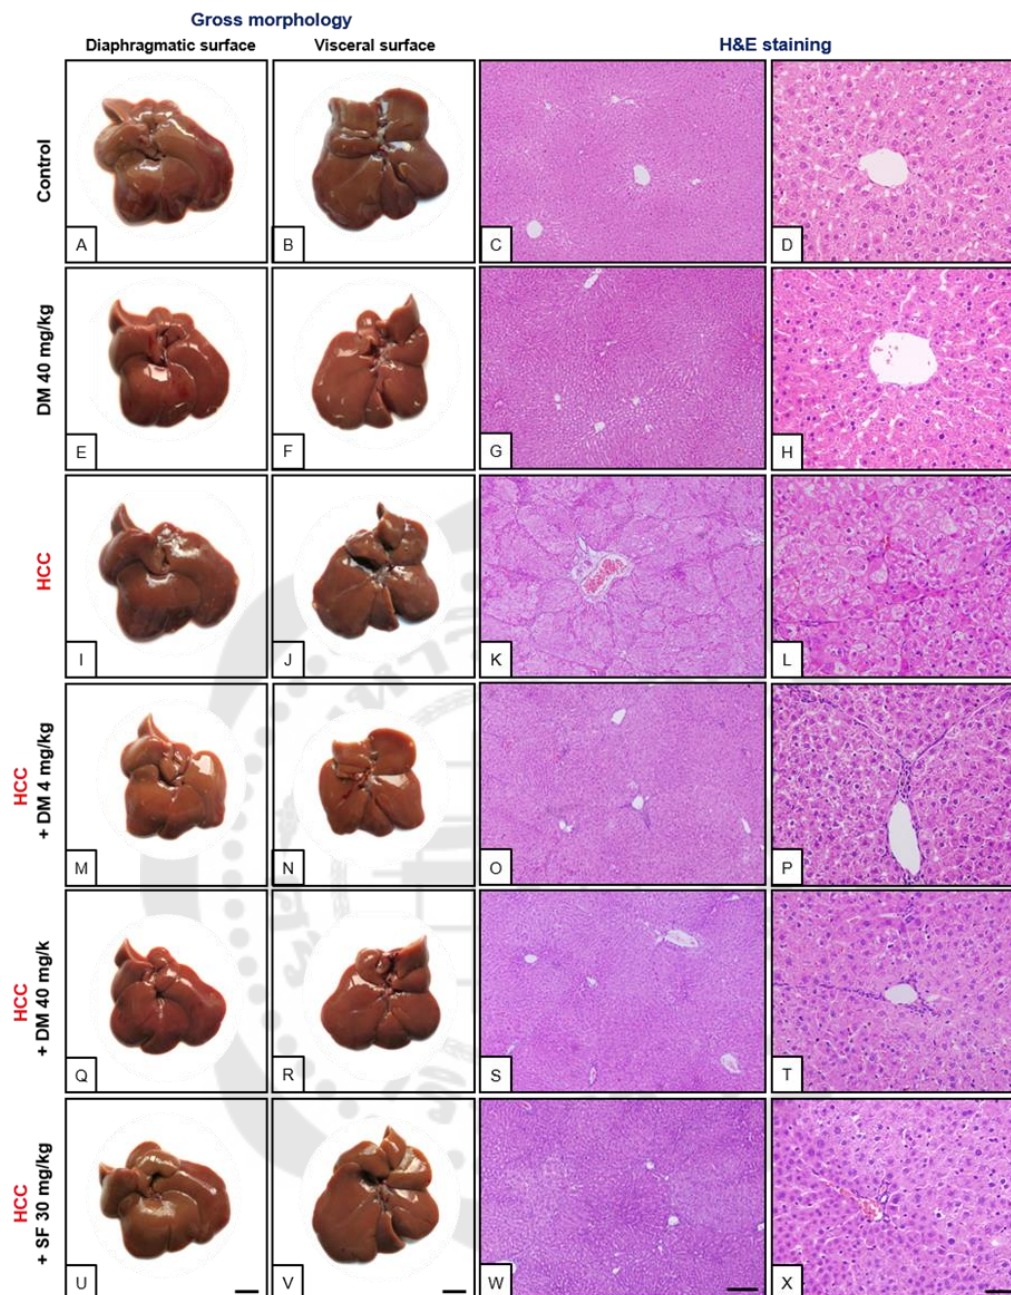 Gross morphology
Diaphragmatic surface
Visceral surface
H&E staining
Control
A
B
C
D
DM 40 mg/kg
E
F
G
H
HCC
I
J
K
L
HCC
+ DM 4 mg/kg
M
N
O
P
HCC
+ DM 40 mg/k
Q
R
S
T
HCC
+ SF 30 mg/kg
U
V
W
X